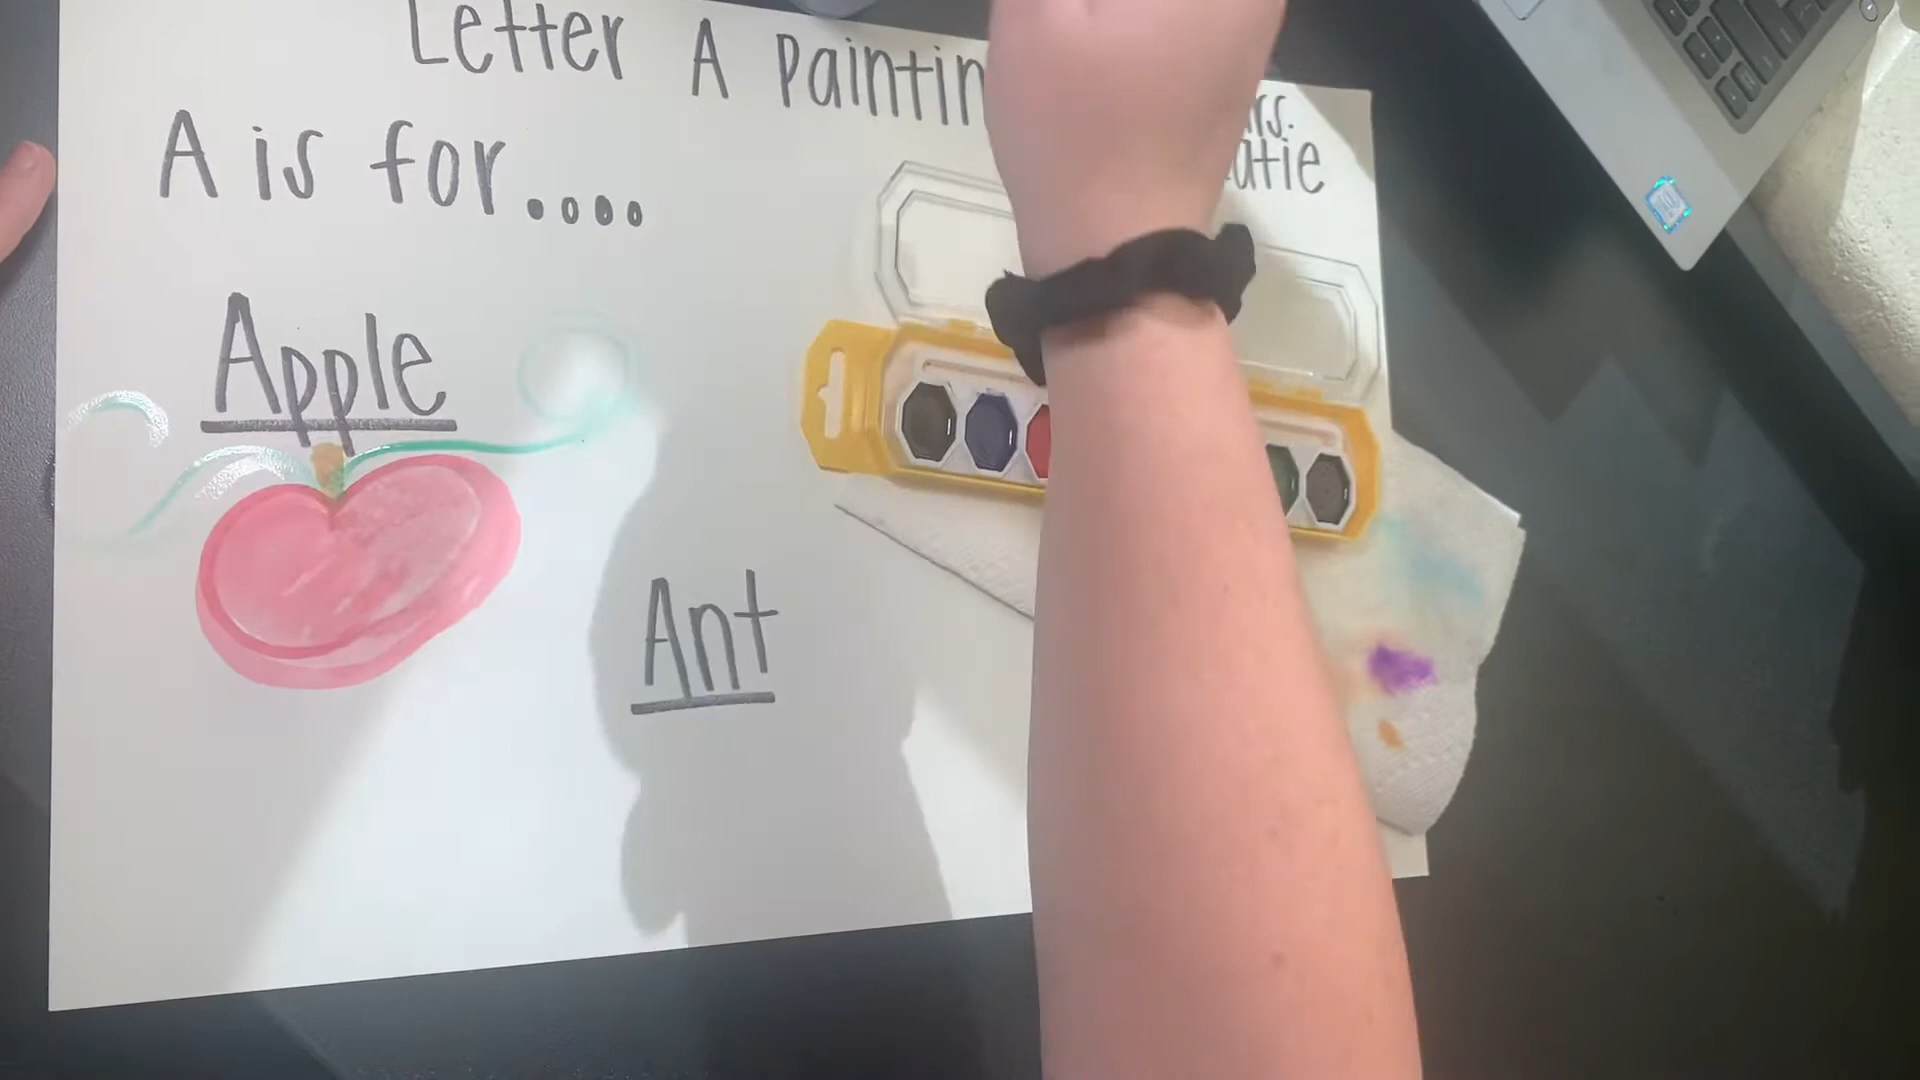 Letter A Paintin
A is for....
Apple
Ant